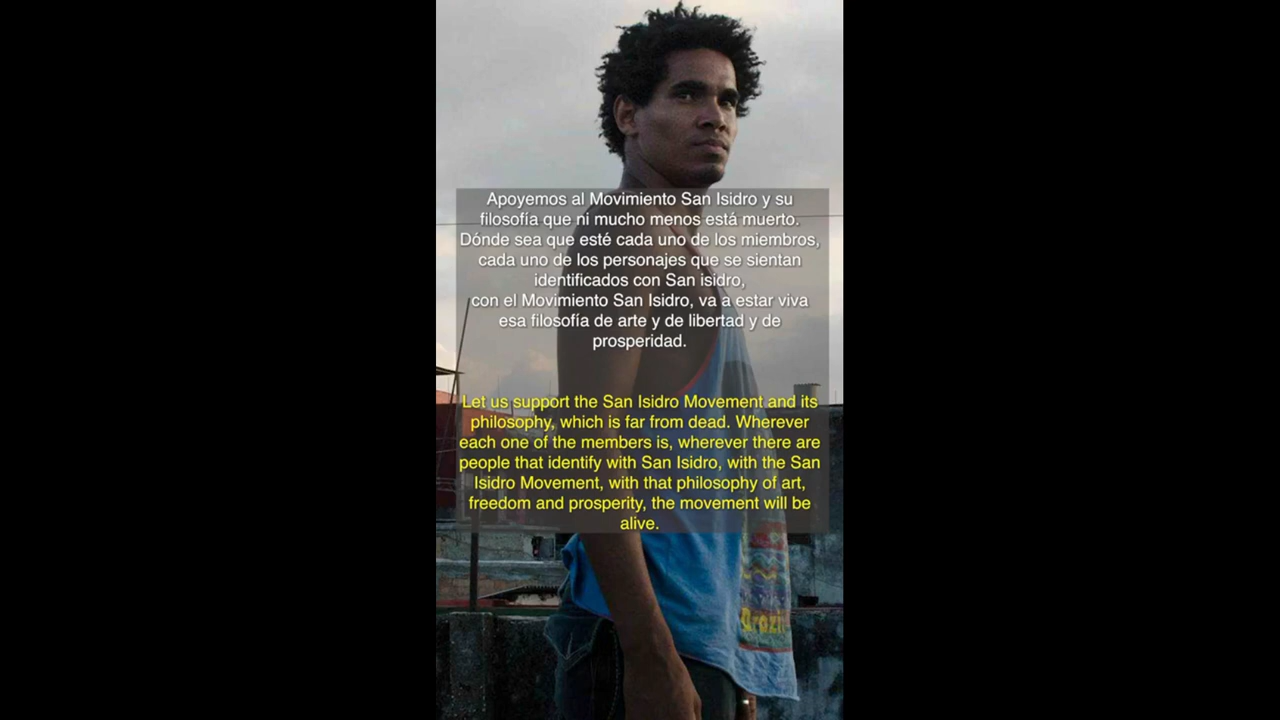 Apoyemos al Movimiento San Isidro y su
filosofía que ni mucho menos está muerto.
Dónde sea que esté cada uno de los miembros,
cada uno de los personajes que se sientan
identificados con San isidro,
con el Movimiento San Isidro, va a estar viva
esa filosofía de arte y de libertad y de
prosperidad.
Let us support the San Isidro Movement and its
philosophy, which is far from dead. Wherever
each one of the members is, wherever there are
people that identify with San Isidro, with the San
Isidro Movement, with that philosophy of art,
freedom and prosperity, the movement will be
alive.
Brazil